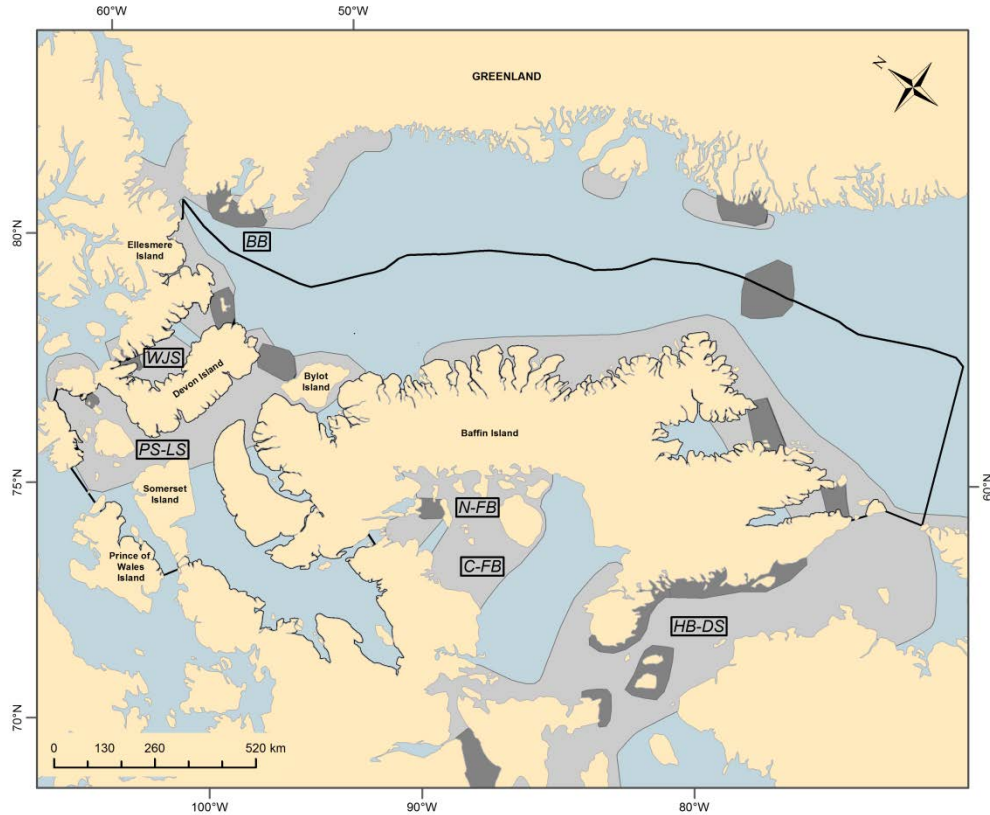 60°W
50°W
GREENLAND
N
80°N
BB
Ellesmere
Island
WJS
Devon Island
Bylot
Island
Baffin Island
PS-LS
75°N
60°N
Somerset
Island
N-FB
Prince of
Wales
Island
C-FB
HB-DS
70°N
0 130 260 520 km
100°W
90°W
80°W